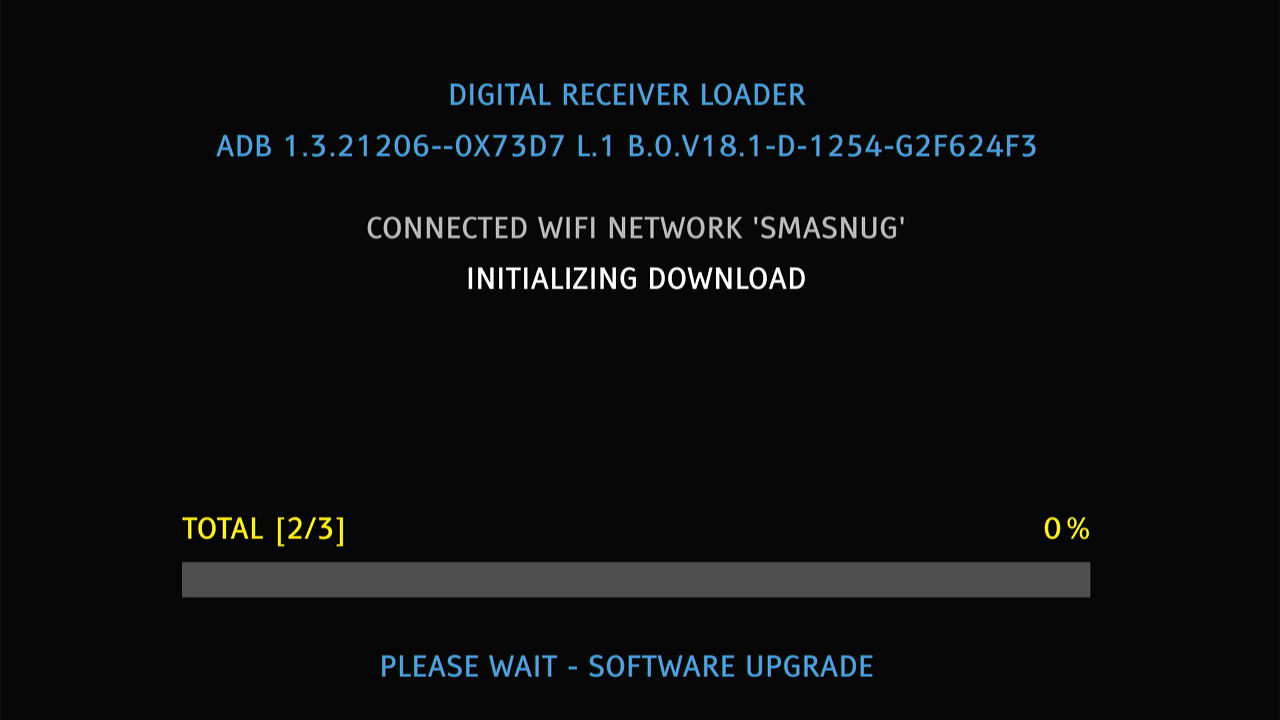 DIGITAL RECEIVER LOADER
ADB 1.3.21206--0X73D7 L.1 B.0.V18.1-D-1254-G2F624F3
CONNECTED WIFI NETWORK 'SMASNUG'
INITIALIZING DOWNLOAD
TOTAL [2/3] 0%
PLEASE WAIT - SOFTWARE UPGRADE